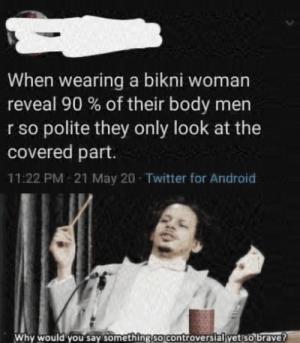 When wearing a bikni woman
reveal 90 % of their body men
r so polite they only look at the
covered part.
11:22 PM · 21 May 20 · Twitter for Android
Why would you say something so controversial yet so brave?